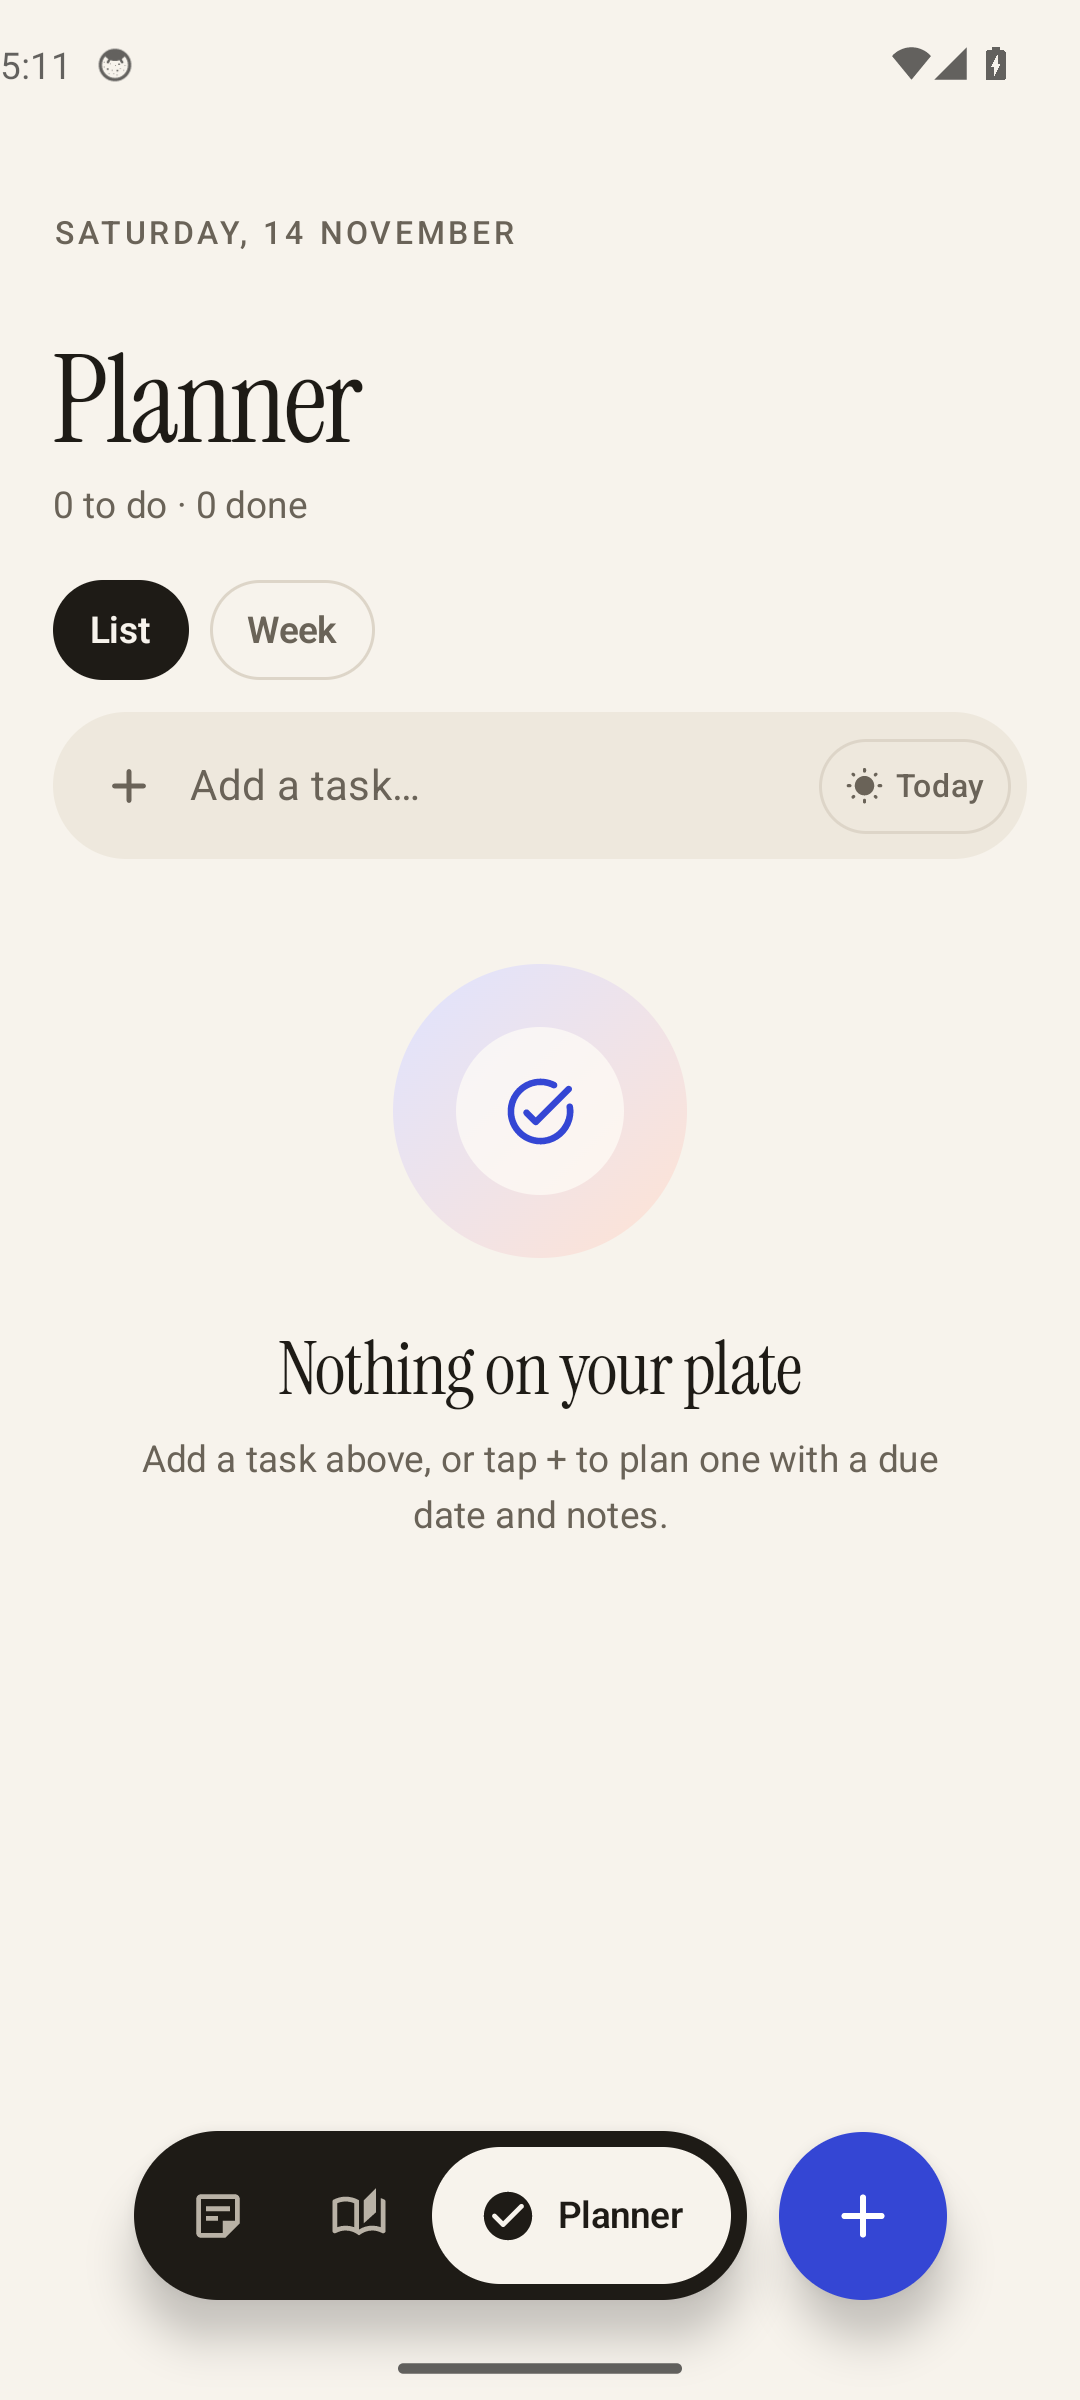 5:11
SATURDAY, 14 NOVEMBER
Planner
0 to do · 0 done
List Week
Add a task… Today
Nothing on your plate
Add a task above, or tap + to plan one with a due
date and notes.
Planner